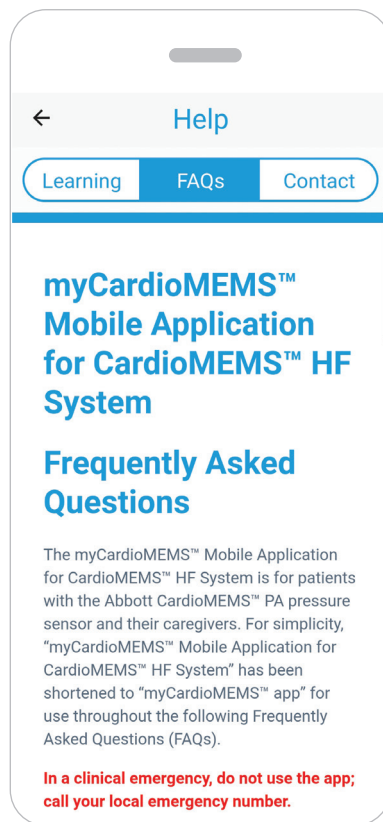 Help
Learning FAQs Contact
myCardioMEMS™
Mobile Application
for CardioMEMS™ HF
System
Frequently Asked
Questions
The myCardioMEMS™ Mobile Application
for CardioMEMS™ HF System is for patients
with the Abbott CardioMEMS™ PA pressure
sensor and their caregivers. For simplicity,
“myCardioMEMS™ Mobile Application for
CardioMEMS™ HF System” has been
shortened to “myCardioMEMS™ app” for
use throughout the following Frequently
Asked Questions (FAQs).
In a clinical emergency, do not use the app;
call your local emergency number.